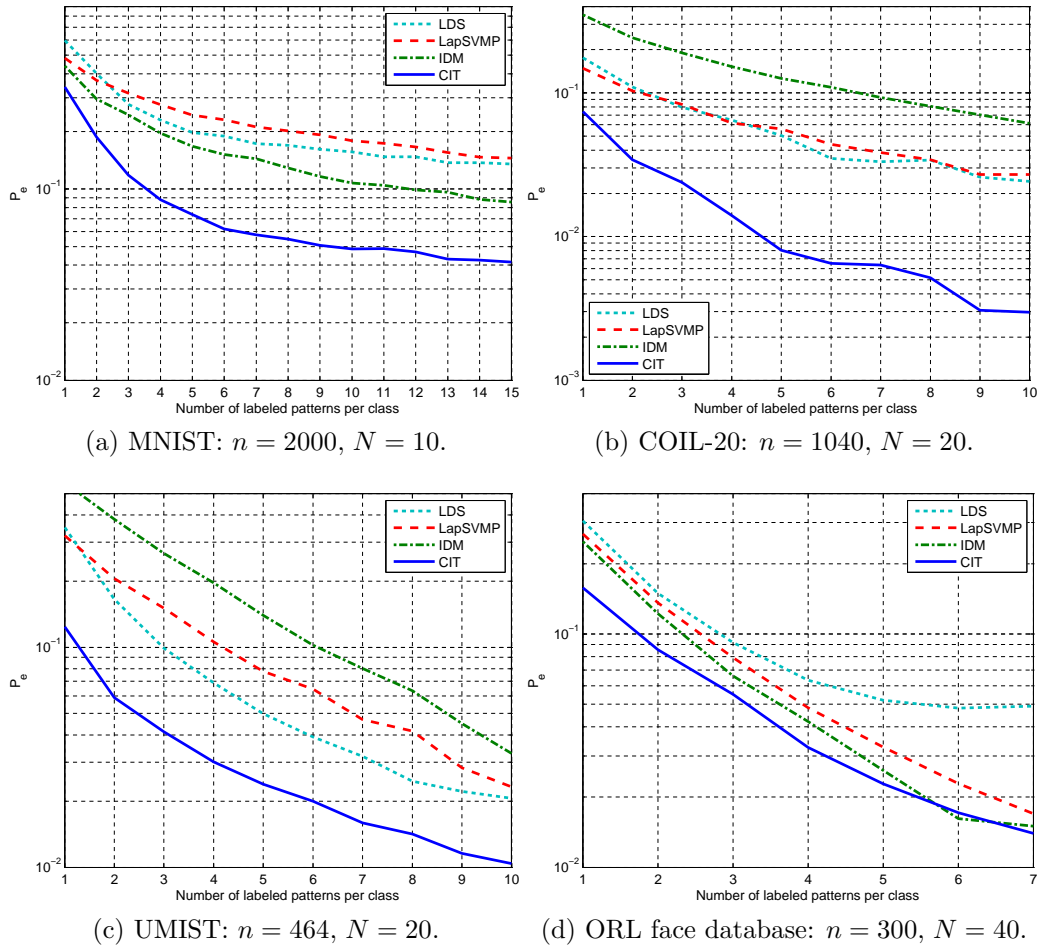 P_e
10^{-1}
10^{-2}
1 2 3 4 5 6 7 8 9 10 11 12 13 14 15
Number of labeled patterns per class
LDS
LapSVMP
IDM
CIT
(a) MNIST: n = 2000, N = 10.
P_e
10^{-1}
10^{-2}
10^{-3}
1 2 3 4 5 6 7 8 9 10
Number of labeled patterns per class
LDS
LapSVMP
IDM
CIT
(b) COIL-20: n = 1040, N = 20.
P_e
10^{-1}
10^{-2}
1 2 3 4 5 6 7 8 9 10
Number of labeled patterns per class
LDS
LapSVMP
IDM
CIT
(c) UMIST: n = 464, N = 20.
P_e
10^{-1}
10^{-2}
1 2 3 4 5 6 7
Number of labeled patterns per class
LDS
LapSVMP
IDM
CIT
(d) ORL face database: n = 300, N = 40.